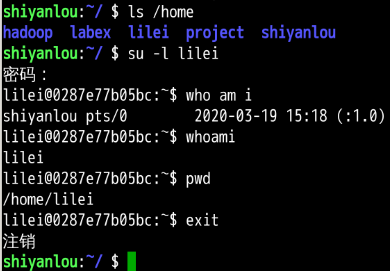 shiyanlou:~/ $ ls /home
hadoop labex lilei project shiyanlou
shiyanlou:~/ $ su -l lilei
密码：
lilei@0287e77b05bc:~$ who am i
shiyanlou pts/0        2020-03-19 15:18 (:1.0)
lilei@0287e77b05bc:~$ whoami
lilei
lilei@0287e77b05bc:~$ pwd
/home/lilei
lilei@0287e77b05bc:~$ exit
注销
shiyanlou:~/ $